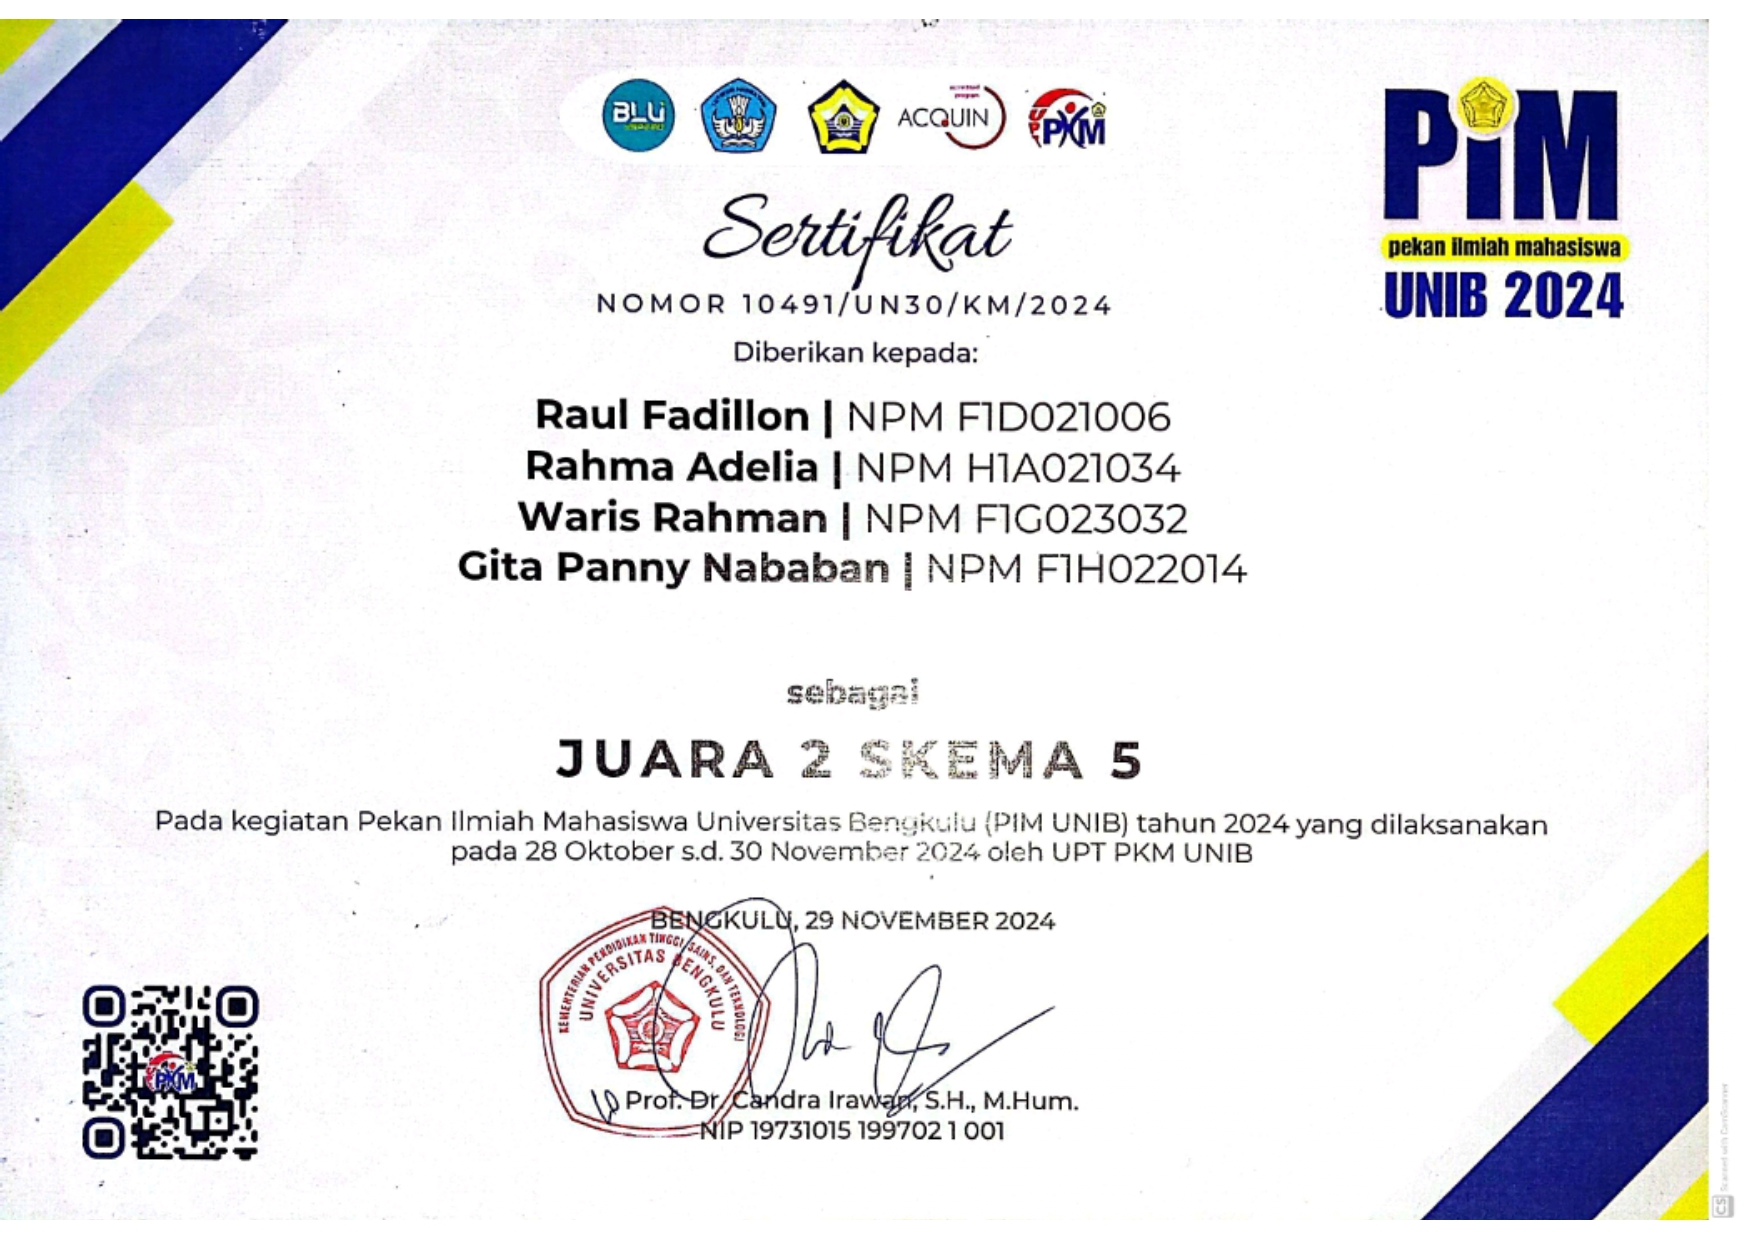 BLU
ACQUIN
PKM
PIM
pekan ilmiah mahasiswa
UNIB 2024
Sertifikat
NOMOR 10491/UN30/KM/2024
Diberikan kepada:
Raul Fadillon | NPM F1D021006
Rahma Adelia | NPM H1A021034
Waris Rahman | NPM F1G023032
Gita Panny Nababan | NPM F1H022014
sebagai
JUARA 2 SKEMA 5
Pada kegiatan Pekan Ilmiah Mahasiswa Universitas Bengkulu (PIM UNIB) tahun 2024 yang dilaksanakan
pada 28 Oktober s.d. 30 November 2024 oleh UPT PKM UNIB
BENGKULU, 29 NOVEMBER 2024
KEMENTERIAN PENDIDIKAN TINGGI, SAINS, DAN TEKNOLOGI
UNIVERSITAS BENGKULU
PKM
Prof. Dr. Candra Irawan, S.H., M.Hum.
NIP 19731015 199702 1 001
CS Scanned with CamScanner